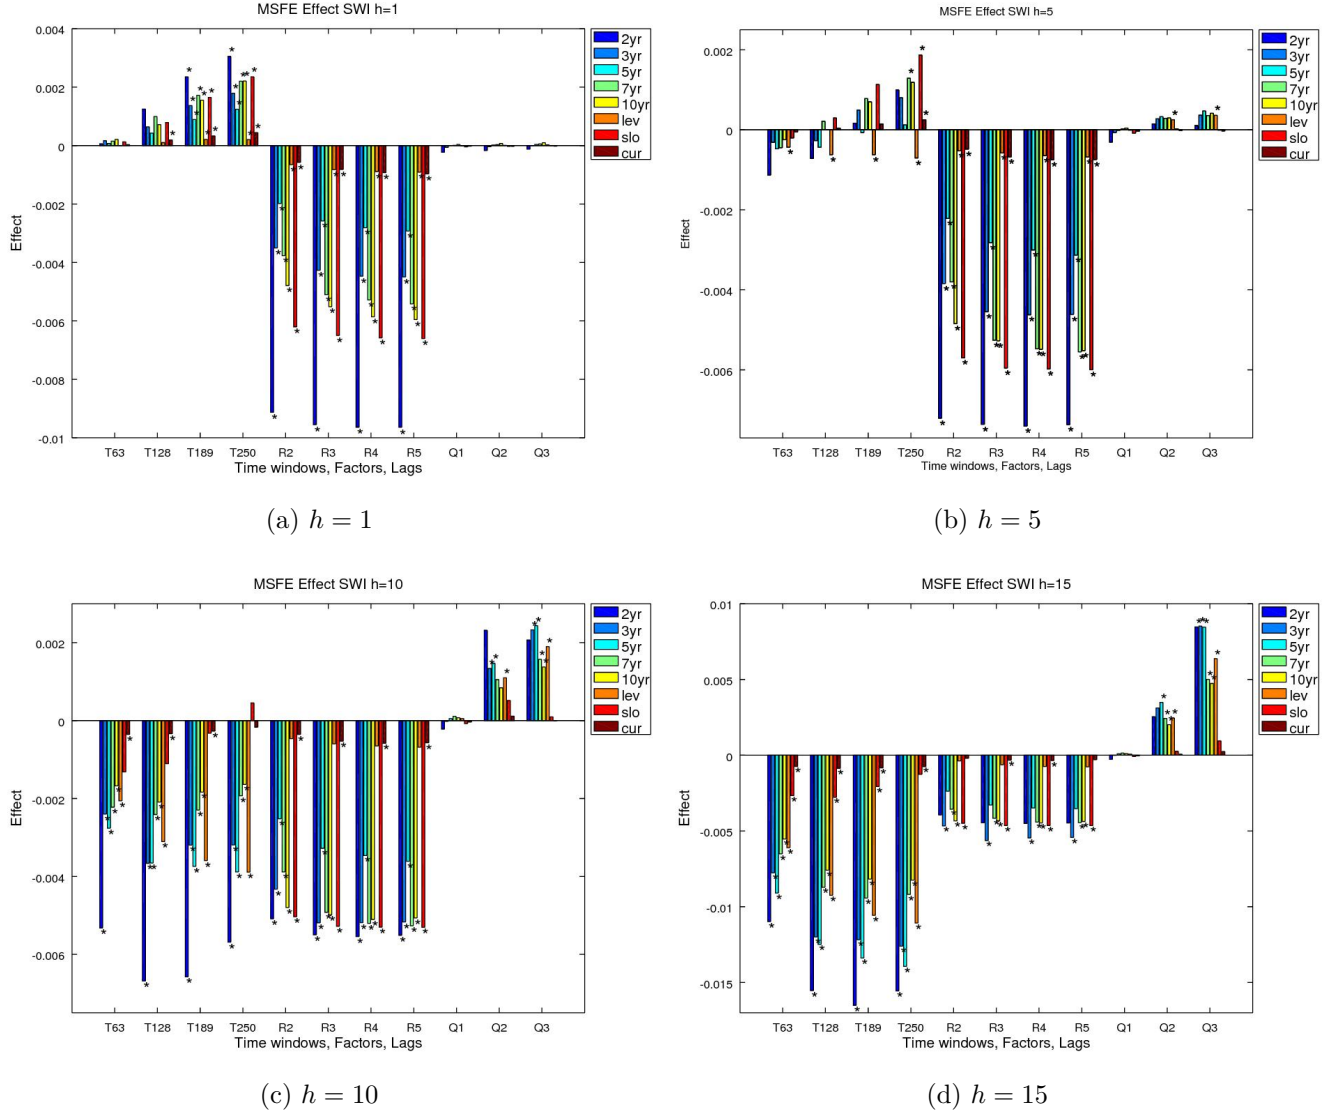 MSFE Effect SWI h=1
0.004
0.002
0
-0.002
-0.004
-0.006
-0.008
-0.01
Effect
T63 T128 T189 T250 R2 R3 R4 R5 Q1 Q2 Q3
Time windows, Factors, Lags
2yr
3yr
5yr
7yr
10yr
lev
slo
cur
(a) h = 1
MSFE Effect SWI h=5
0.002
0
-0.002
-0.004
-0.006
Effect
T63 T128 T189 T250 R2 R3 R4 R5 Q1 Q2 Q3
Time windows, Factors, Lags
2yr
3yr
5yr
7yr
10yr
lev
slo
cur
(b) h = 5
MSFE Effect SWI h=10
0.002
0
-0.002
-0.004
-0.006
Effect
T63 T128 T189 T250 R2 R3 R4 R5 Q1 Q2 Q3
Time windows, Factors, Lags
2yr
3yr
5yr
7yr
10yr
lev
slo
cur
(c) h = 10
MSFE Effect SWI h=15
0.01
0.005
0
-0.005
-0.01
-0.015
Effect
T63 T128 T189 T250 R2 R3 R4 R5 Q1 Q2 Q3
Time windows, Factors, Lags
2yr
3yr
5yr
7yr
10yr
lev
slo
cur
(d) h = 15